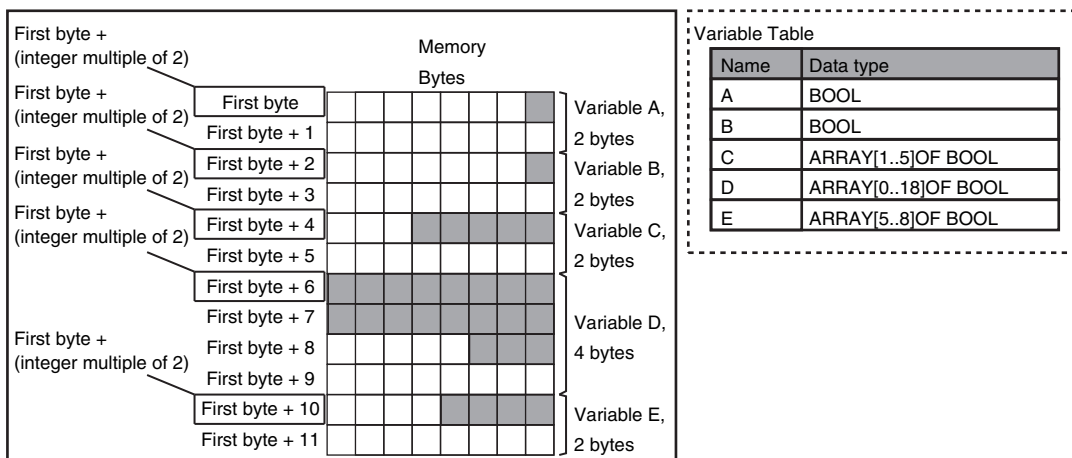 First byte +
(integer multiple of 2)
First byte +
(integer multiple of 2)
First byte +
(integer multiple of 2)
First byte +
(integer multiple of 2)
First byte +
(integer multiple of 2)
Memory
Bytes
First byte
First byte + 1
First byte + 2
First byte + 3
First byte + 4
First byte + 5
First byte + 6
First byte + 7
First byte + 8
First byte + 9
First byte + 10
First byte + 11
Variable A,
2 bytes
Variable B,
2 bytes
Variable C,
2 bytes
Variable D,
4 bytes
Variable E,
2 bytes
Variable Table
Name Data type
A BOOL
B BOOL
C ARRAY[1..5]OF BOOL
D ARRAY[0..18]OF BOOL
E ARRAY[5..8]OF BOOL